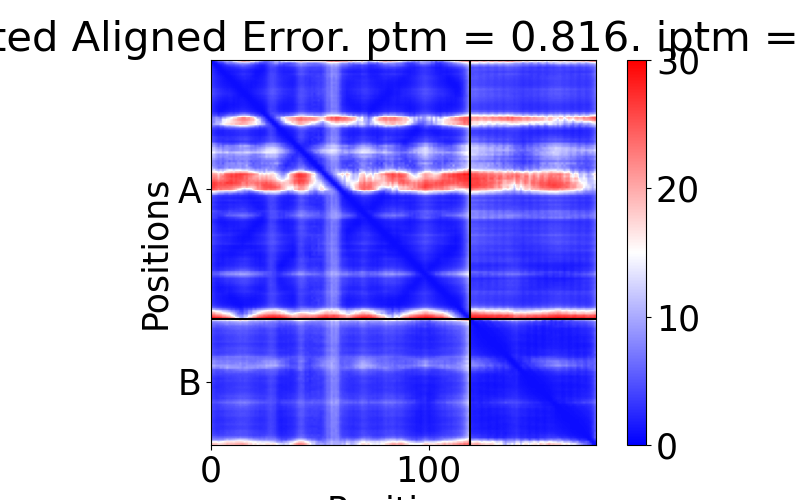 ted Aligned Error. ptm = 0.816. iptm =
30
20
10
0
Positions
A
B
0 100